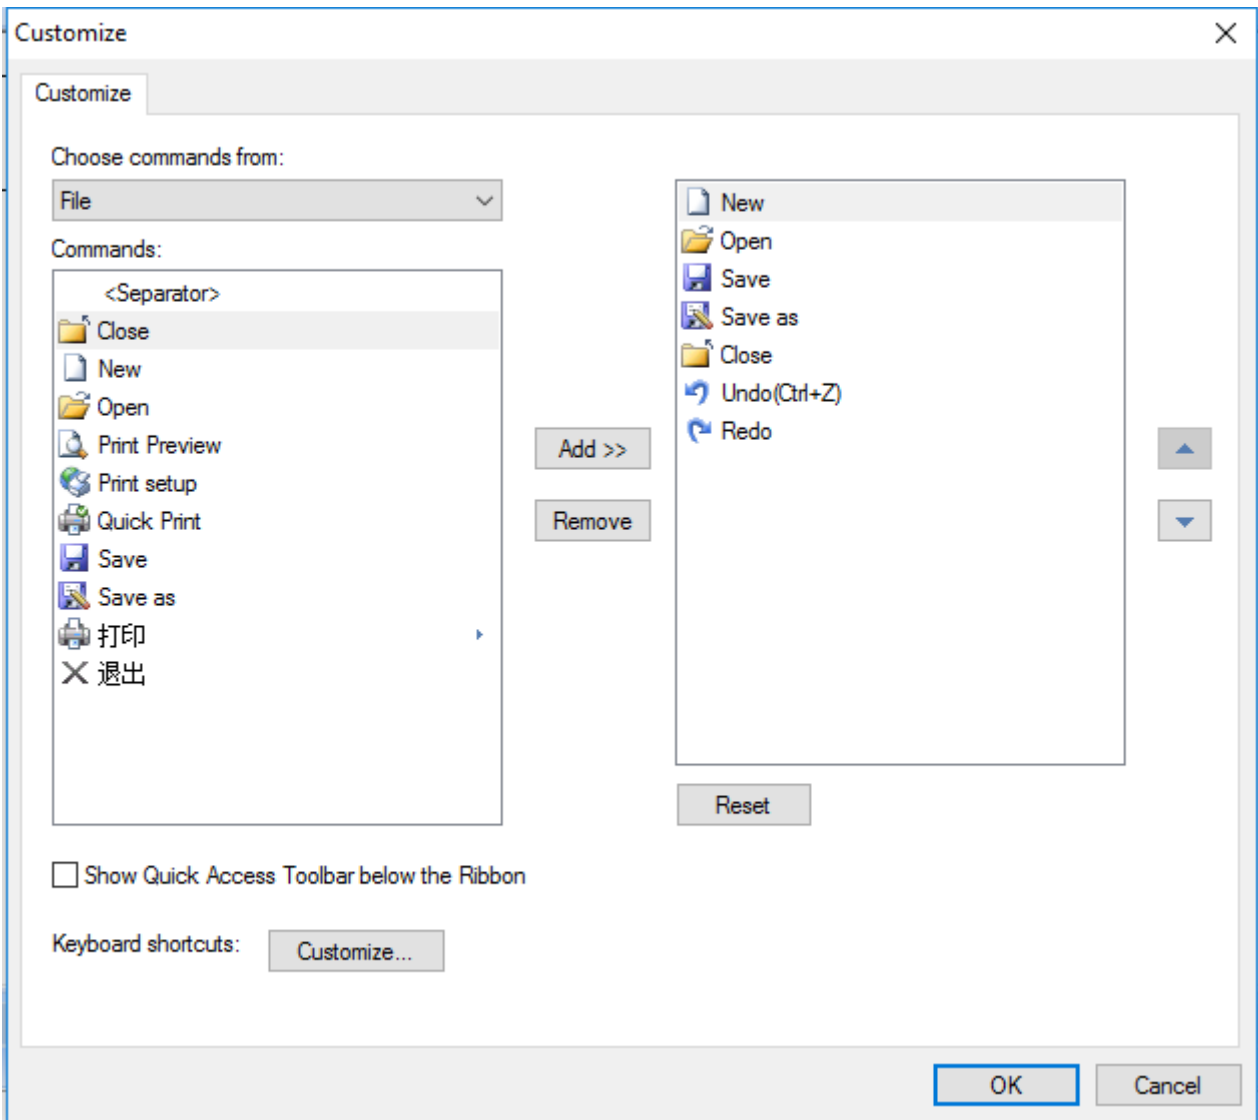 Customize
Customize
Choose commands from:
File
Commands:
<Separator>
Close
New
Open
Print Preview
Print setup
Quick Print
Save
Save as
打印
退出
Add >>
Remove
New
Open
Save
Save as
Close
Undo(Ctrl+Z)
Redo
Reset
Show Quick Access Toolbar below the Ribbon
Keyboard shortcuts:
Customize...
OK
Cancel